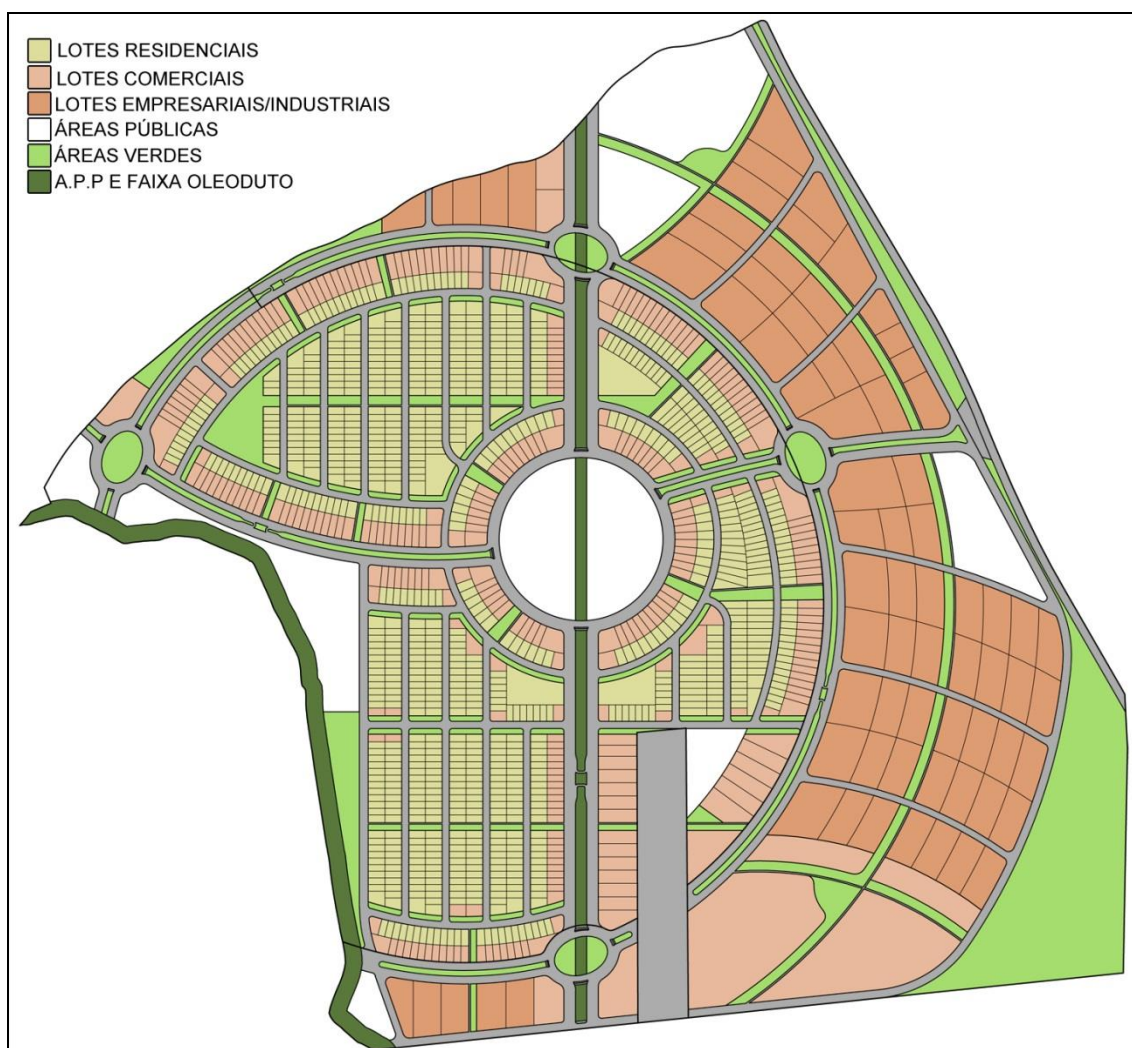 LOTES RESIDENCIAIS
LOTES COMERCIAIS
LOTES EMPRESARIAIS/INDUSTRIAIS
ÁREAS PÚBLICAS
ÁREAS VERDES
A.P.P E FAIXA OLEODUTO